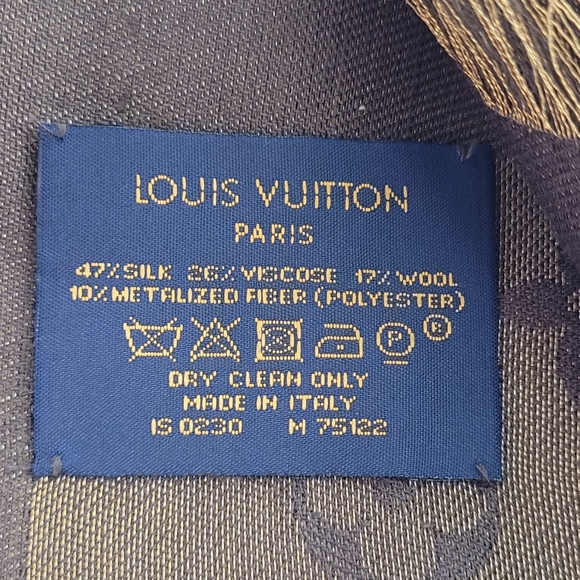 LOUIS VUITTON
PARIS
47% SILK 26% VISCOSE 17% WOOL
10% METALIZED FIBER (POLYESTER)
P ®
DRY CLEAN ONLY
MADE IN ITALY
IS 0230 M 75122